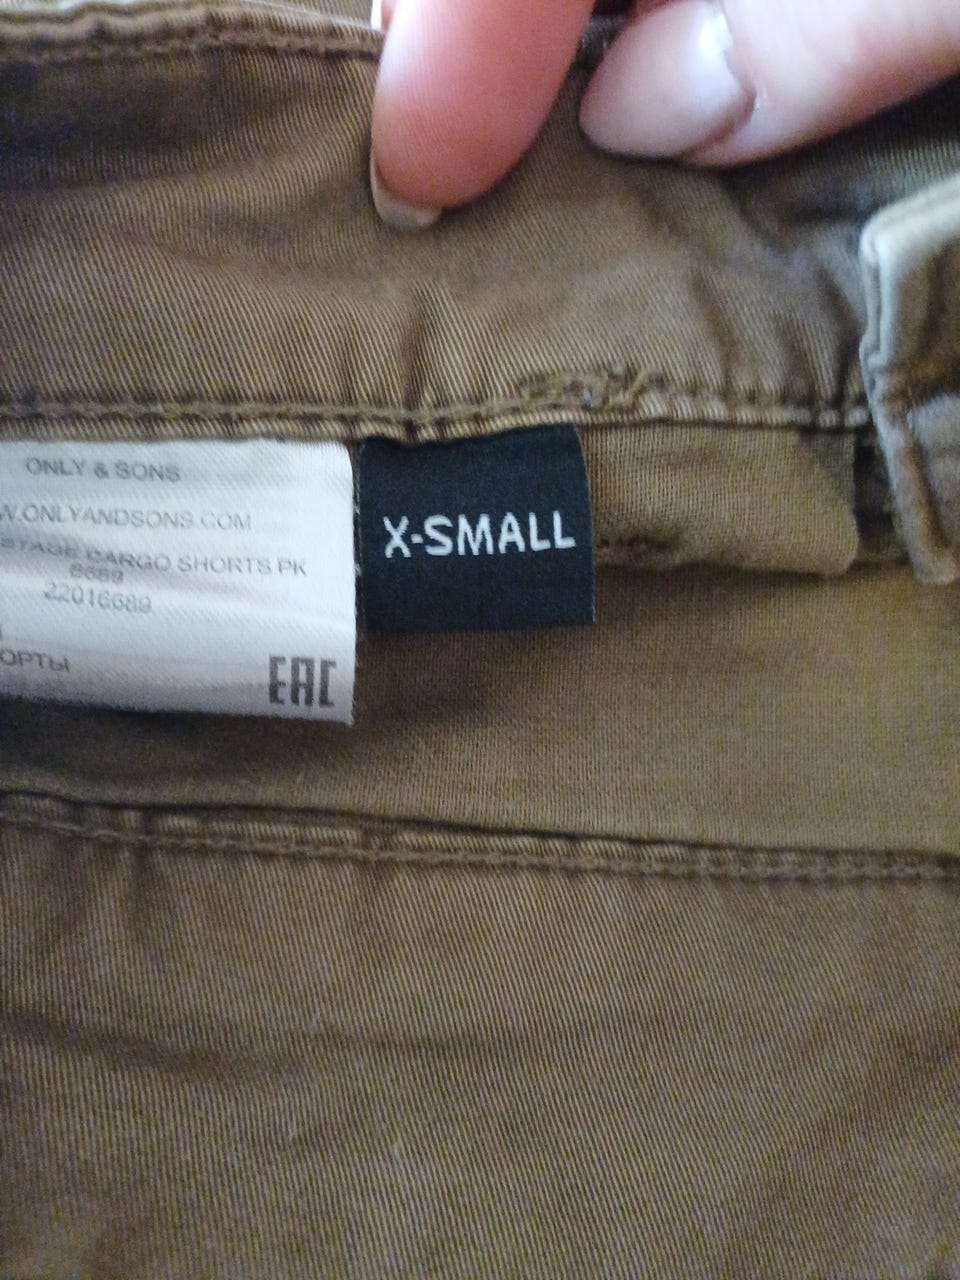 ONLY & SONS
W.ONLYANDSONS.COM
STAGE CARGO SHORTS PK
6689
22016689
ОРТЫ
EAC
X-SMALL